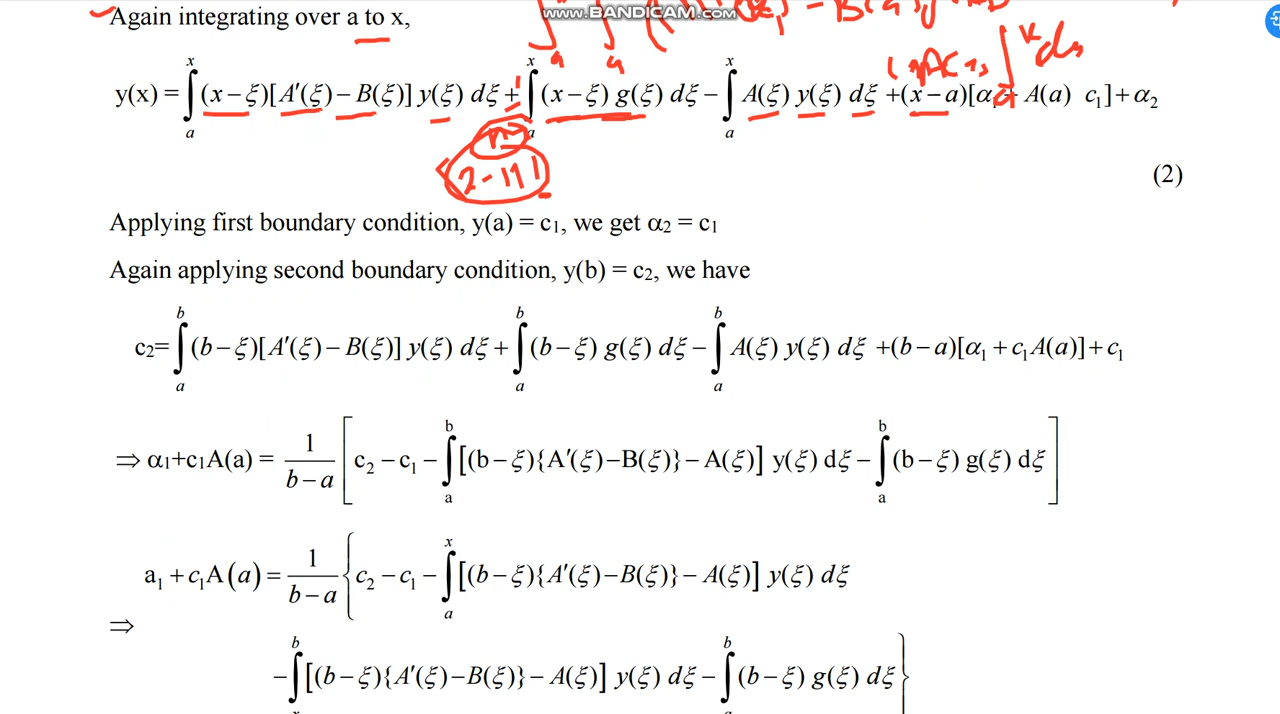 www.BANDICAM.com
Again integrating over a to x,
y(x) = ∫ₐˣ (x−ξ)[A′(ξ)−B(ξ)] y(ξ) dξ + ∫ₐˣ (x−ξ) g(ξ) dξ − ∫ₐˣ A(ξ) y(ξ) dξ +(x−a)[α A(a) c₁]+α₂
2-1!
(2)
Applying first boundary condition, y(a) = c₁, we get α₂ = c₁
Again applying second boundary condition, y(b) = c₂, we have
c₂= ∫ₐᵇ (b−ξ)[A′(ξ)−B(ξ)] y(ξ) dξ + ∫ₐᵇ (b−ξ) g(ξ) dξ − ∫ₐᵇ A(ξ) y(ξ) dξ +(b−a)[α₁ + c₁A(a)]+c₁
⇒ α₁+c₁A(a) = 1/(b−a) [c₂ −c₁ − ∫ₐᵇ [(b−ξ){A′(ξ)−B(ξ)}−A(ξ)] y(ξ) dξ − ∫ₐᵇ (b−ξ) g(ξ) dξ]
a₁ +c₁A(a) = 1/(b−a) {c₂ −c₁ − ∫ₐˣ [(b−ξ){A′(ξ)−B(ξ)}−A(ξ)] y(ξ) dξ
⇒
− ∫ₓᵇ [(b−ξ){A′(ξ)−B(ξ)}−A(ξ)] y(ξ) dξ − ∫ₐᵇ (b−ξ) g(ξ) dξ}